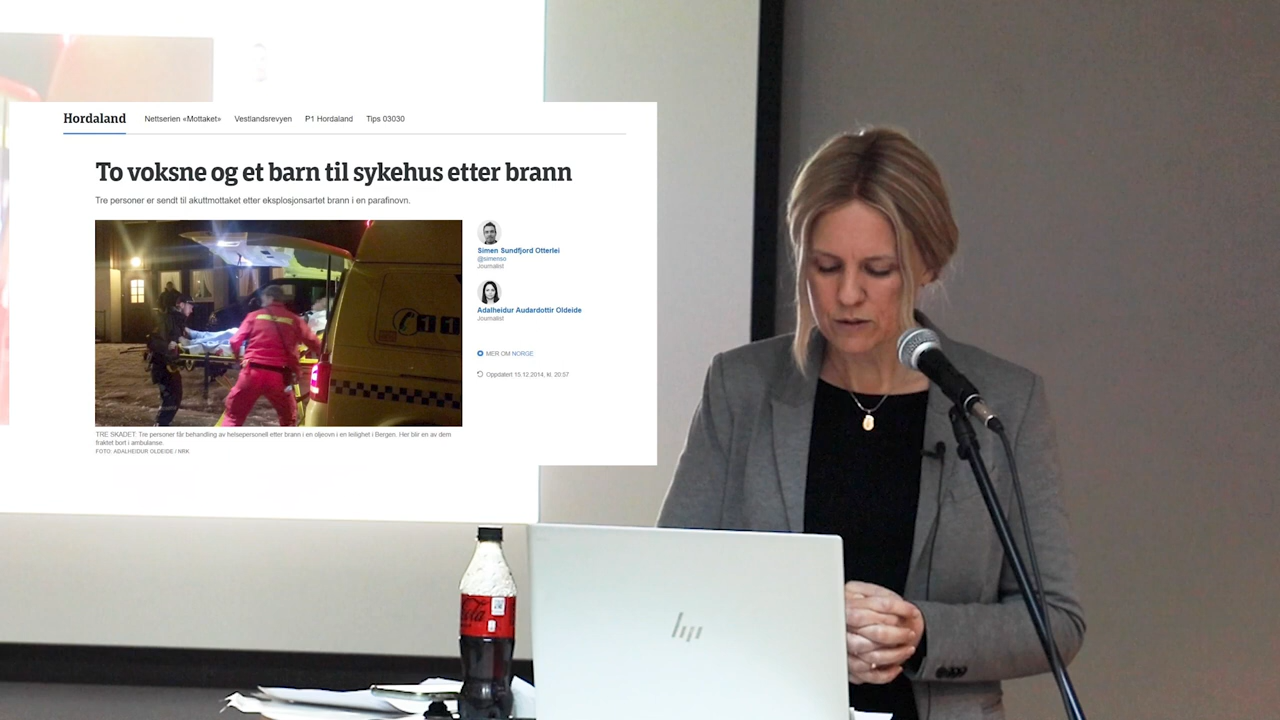 Hordaland
Nettserien «Mottaket» Vestlandsrevyen P1 Hordaland Tips 03030
To voksne og et barn til sykehus etter brann
Tre personer er sendt til akuttmottaket etter eksplosjonsartet brann i en parafinovn.
Simen Sundfjord Otterlei
@simenso
Journalist
Adalheidur Audardottir Oldeide
Journalist
MER OM NORGE
Oppdatert 15.12.2014, kl. 20:57
11
TRE SKADET: Tre personer får behandling av helsepersonell etter brann i en oljeovn i en leilighet i Bergen. Her blir en av dem
fraktet bort i ambulanse.
FOTO: ADALHEIDUR OLDEIDE / NRK
hp